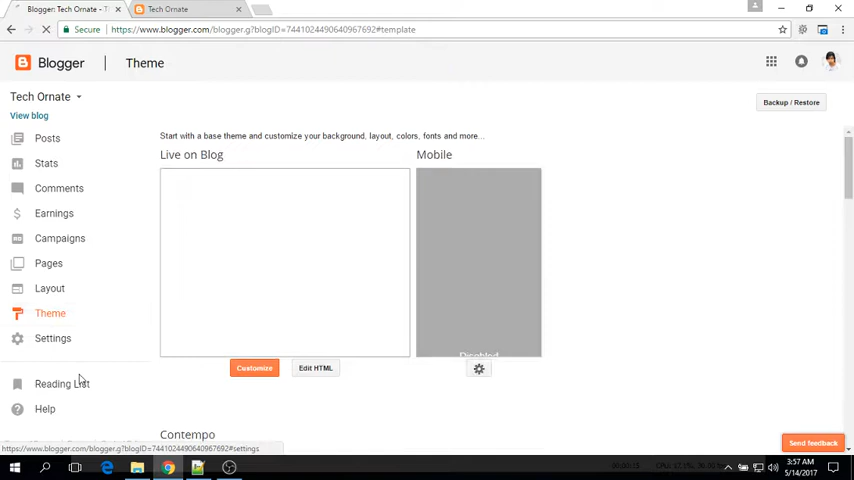 Blogger: Tech Ornate
Tech Ornate
Secure
https://www.blogger.com/blogger.g?blogID=7441024490640967692#template
Blogger
Theme
Tech Ornate
View blog
Backup / Restore
Posts
Stats
Comments
Earnings
Campaigns
Pages
Layout
Theme
Settings
Reading List
Help
Start with a base theme and customize your background, layout, colors, fonts and more...
Live on Blog
Mobile
Disabled
Customize
Edit HTML
Contempo
Send feedback
https://www.blogger.com/blogger.g?blogID=7441024490640967692#settings
3:57 AM
5/14/2017